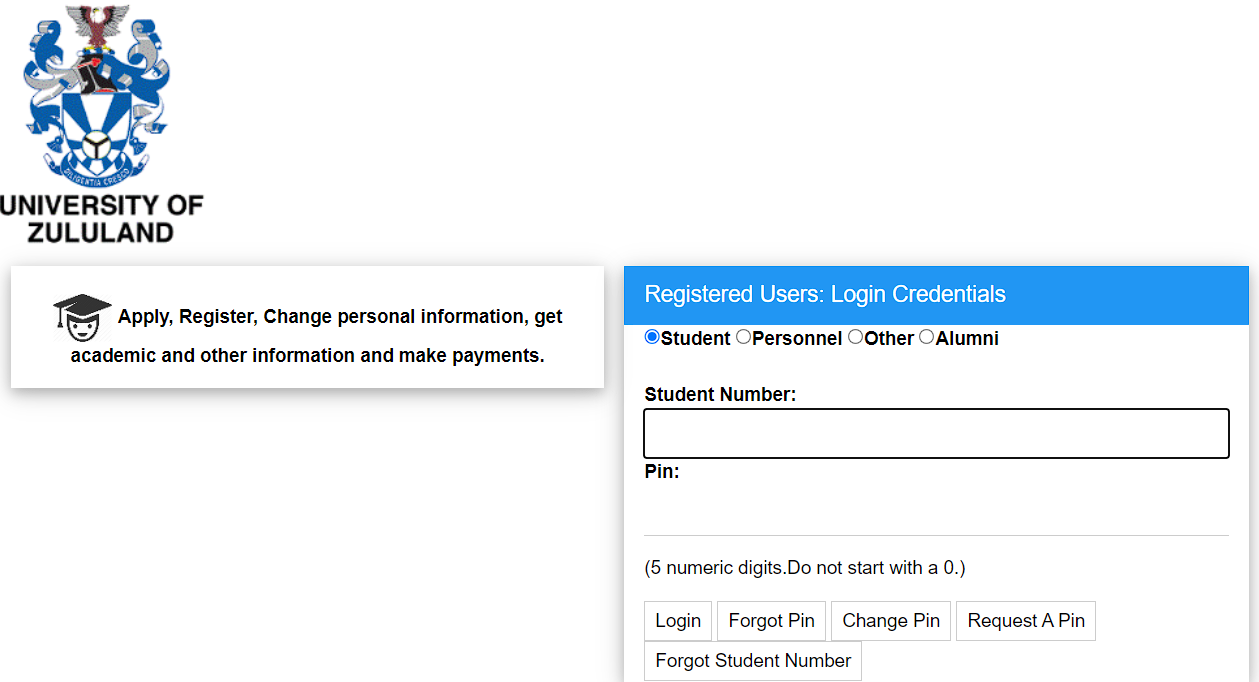 DILIGENTIA CRESCO
UNIVERSITY OF
ZULULAND
Apply, Register, Change personal information, get
academic and other information and make payments.
Registered Users: Login Credentials
Student Personnel Other Alumni
Student Number:
Pin:
(5 numeric digits.Do not start with a 0.)
Login Forgot Pin Change Pin Request A Pin
Forgot Student Number